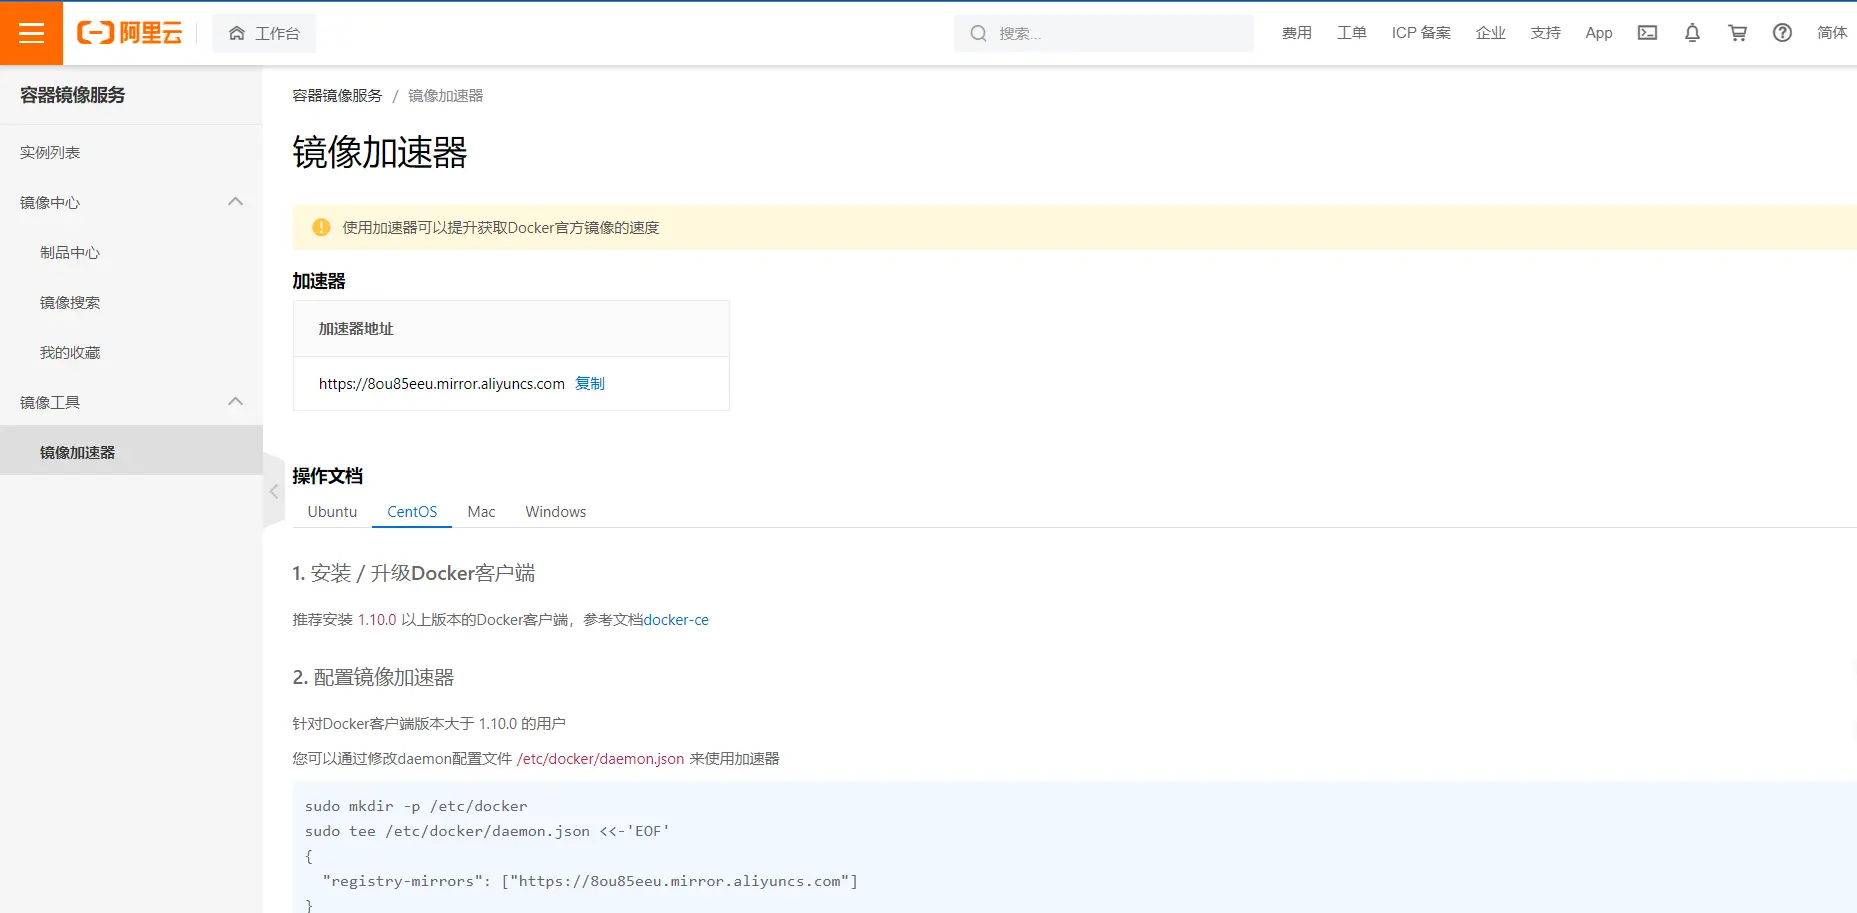 阿里云
工作台
搜索...
费用
工单
ICP 备案
企业
支持
App
简体
容器镜像服务
实例列表
镜像中心
制品中心
镜像搜索
我的收藏
镜像工具
镜像加速器
容器镜像服务 / 镜像加速器
镜像加速器
使用加速器可以提升获取Docker官方镜像的速度
加速器
加速器地址
https://8ou85eeu.mirror.aliyuncs.com 复制
操作文档
Ubuntu CentOS Mac Windows
1. 安装 / 升级Docker客户端
推荐安装 1.10.0 以上版本的Docker客户端，参考文档docker-ce
2. 配置镜像加速器
针对Docker客户端版本大于 1.10.0 的用户
您可以通过修改daemon配置文件 /etc/docker/daemon.json 来使用加速器
sudo mkdir -p /etc/docker
sudo tee /etc/docker/daemon.json <<-'EOF'
{
"registry-mirrors": ["https://8ou85eeu.mirror.aliyuncs.com"]
}